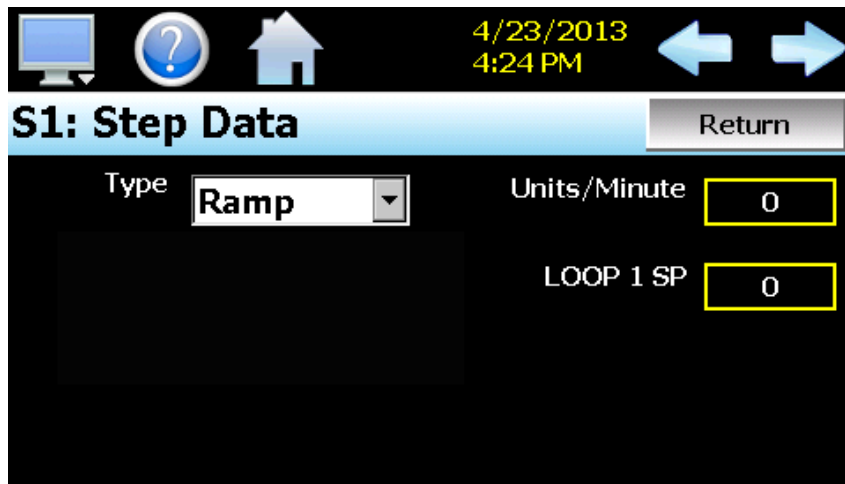 ?
4/23/2013
4:24 PM
S1: Step Data
Return
Type
Ramp
Units/Minute
0
LOOP 1 SP
0